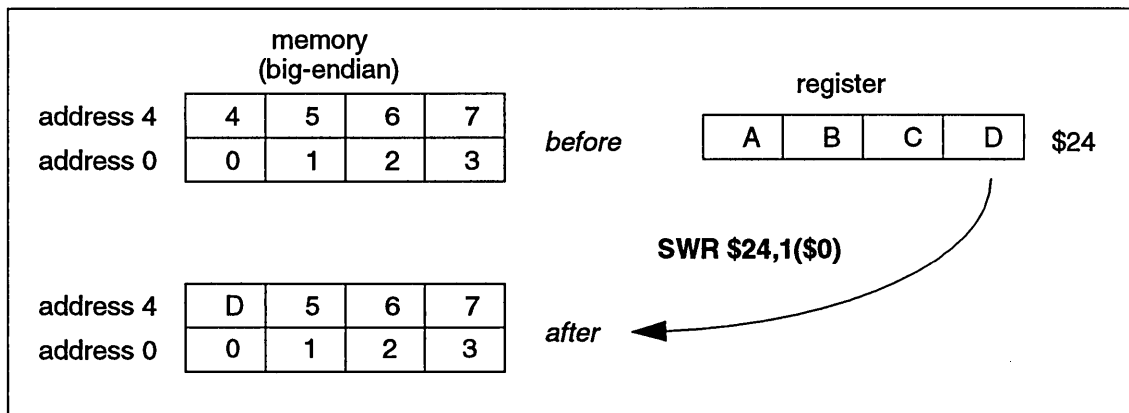 memory
(big-endian)
register
address 4 4 5 6 7
before
A B C D $24
address 0 0 1 2 3
SWR $24,1($0)
address 4 D 5 6 7
after
address 0 0 1 2 3